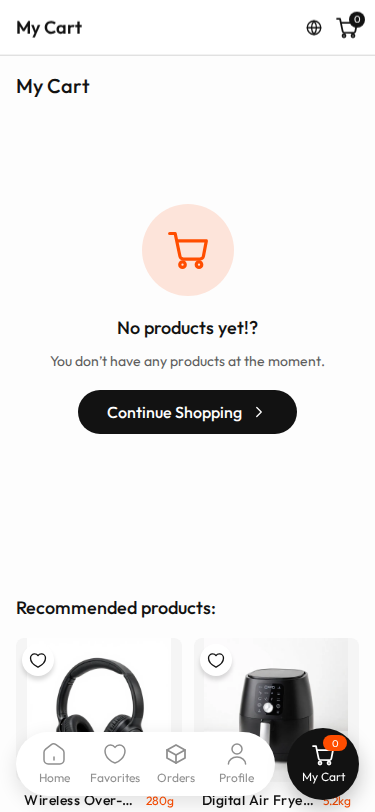 My Cart
0
My Cart
No products yet!?
You don't have any products at the moment.
Continue Shopping
Recommended products:
Home
Favorites
Orders
Profile
0
My Cart
Wireless Over-...
280g
Digital Air Frye...
5.2kg